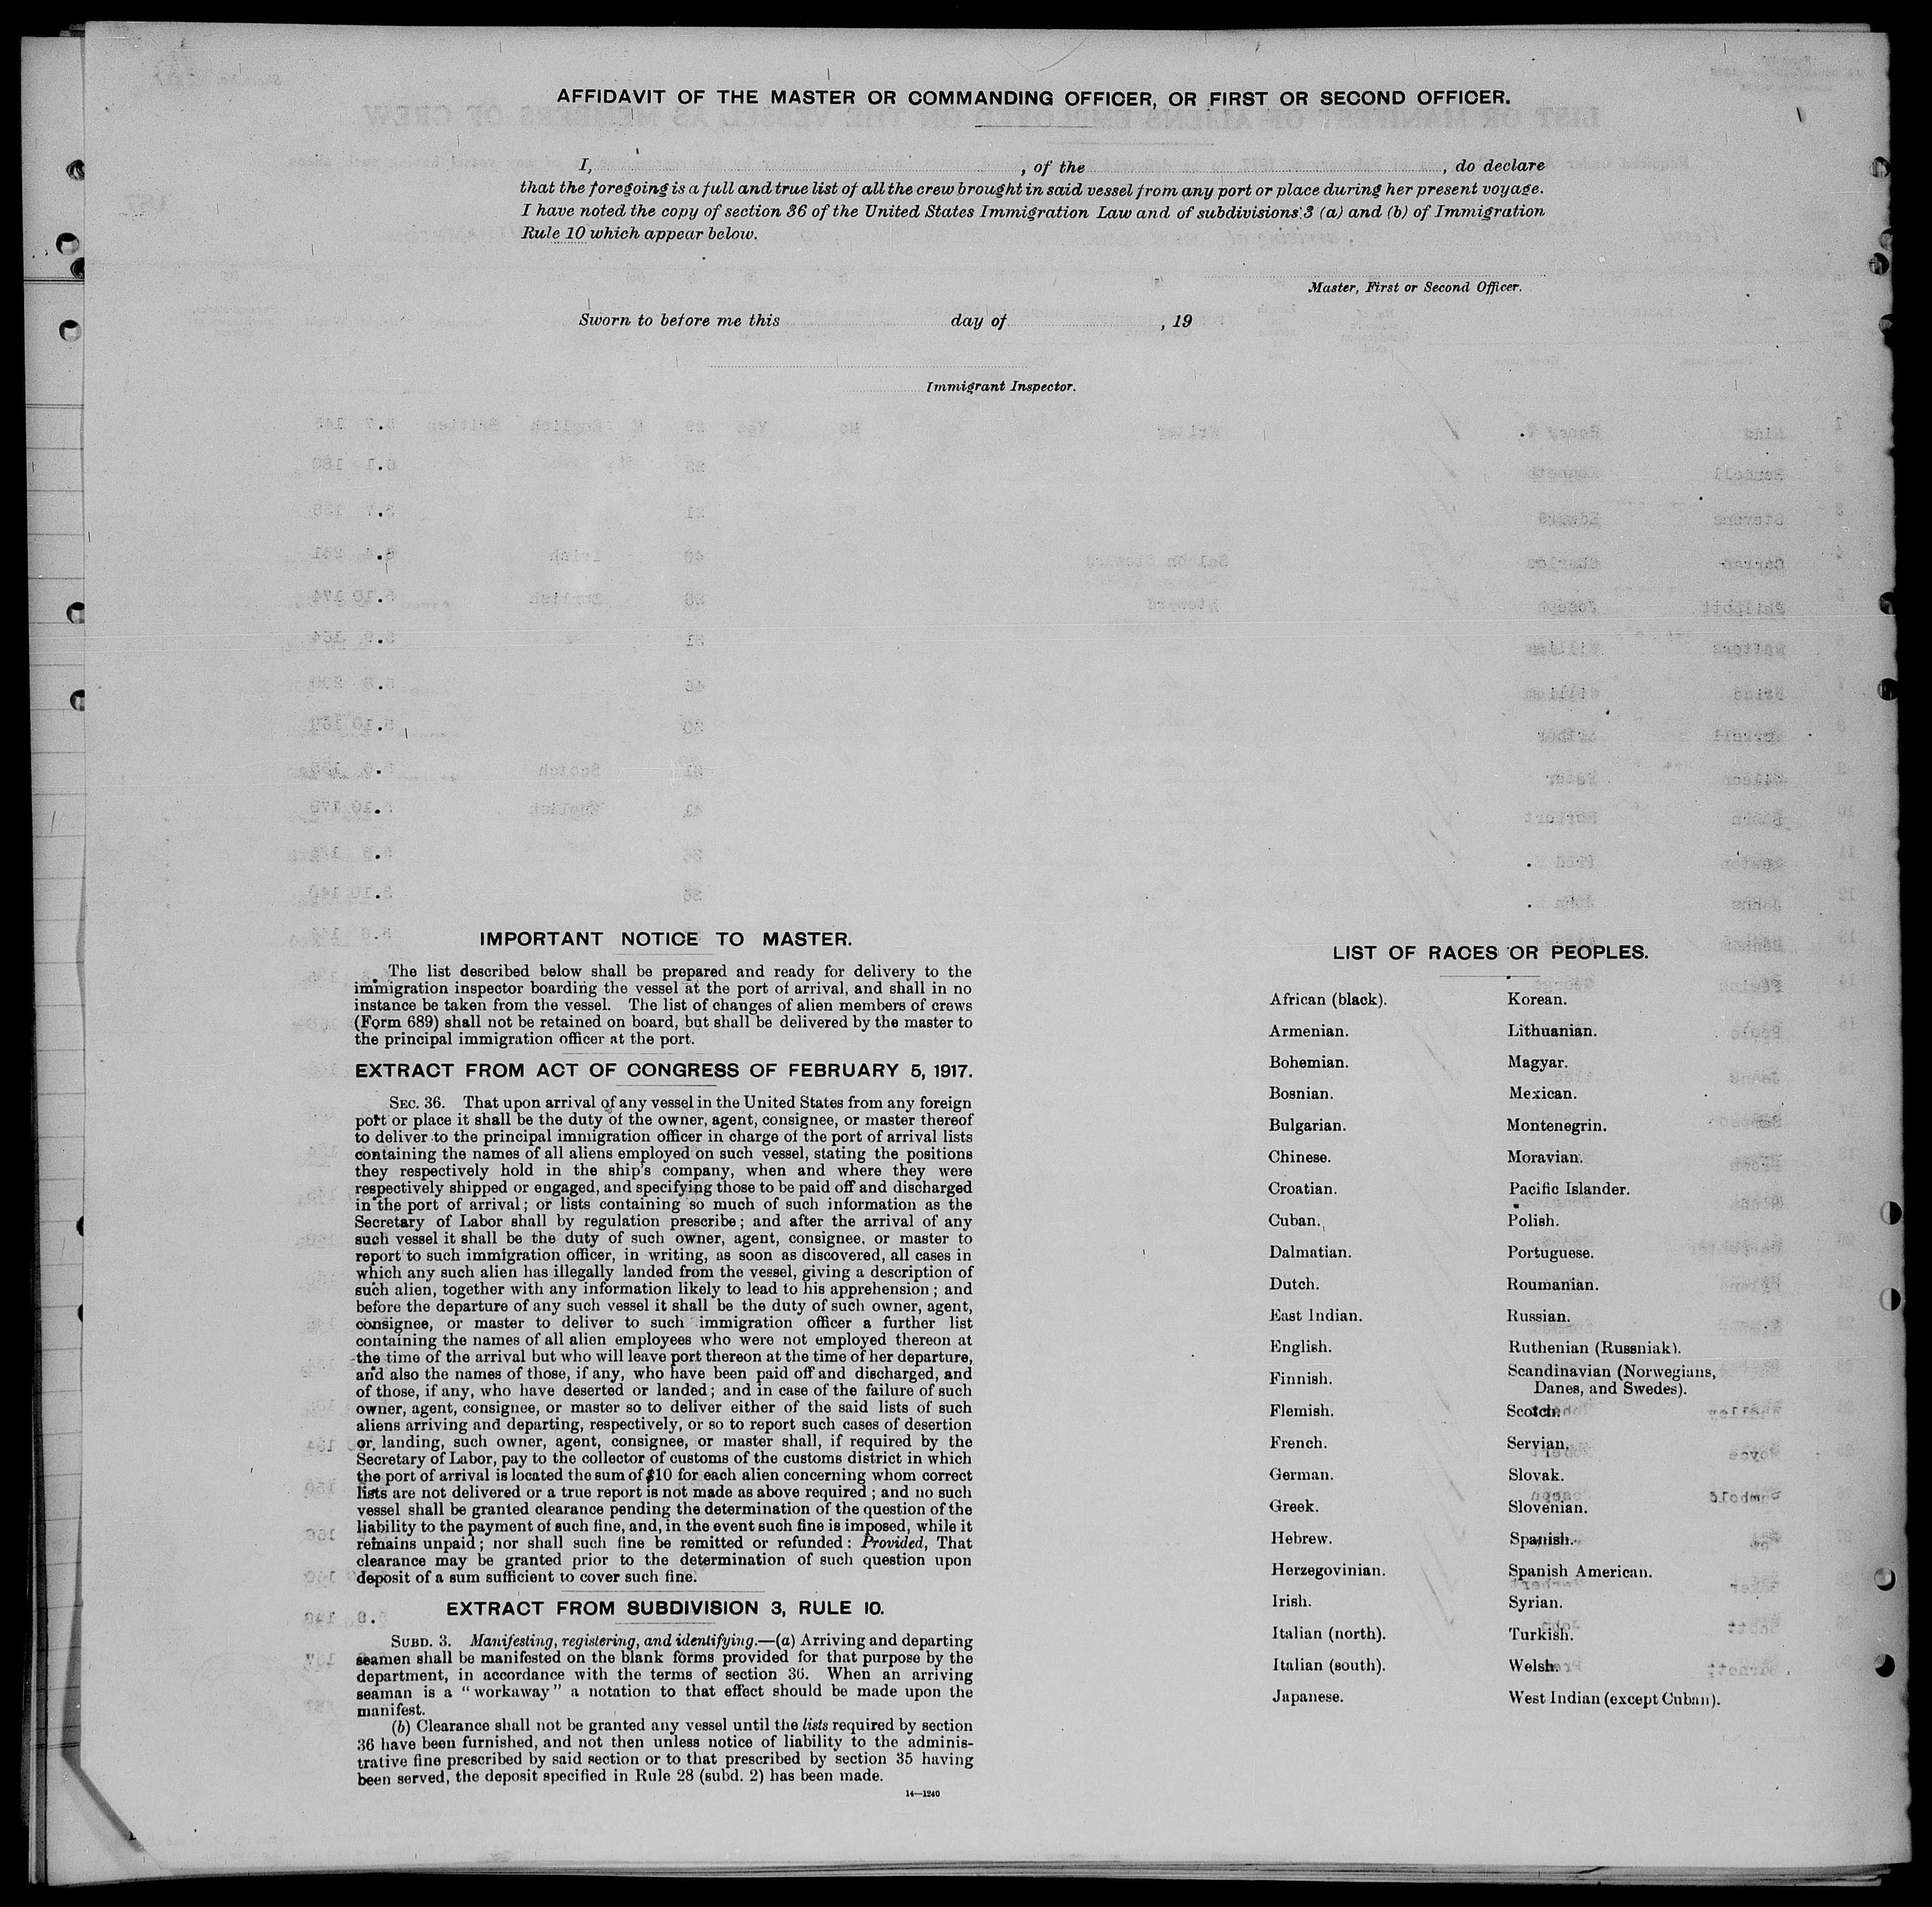 AFFIDAVIT OF THE MASTER OR COMMANDING OFFICER, OR FIRST OR SECOND OFFICER.
I, , of the , do declare
that the foregoing is a full and true list of all the crew brought in said vessel from any port or place during her present voyage.
I have noted the copy of section 36 of the United States Immigration Law and of subdivisions 3 (a) and (b) of Immigration
Rule 10 which appear below.
Master, First or Second Officer.
Sworn to before me this day of , 19
Immigrant Inspector.
IMPORTANT NOTICE TO MASTER.
The list described below shall be prepared and ready for delivery to the
immigration inspector boarding the vessel at the port of arrival, and shall in no
instance be taken from the vessel. The list of changes of alien members of crews
(Form 689) shall not be retained on board, but shall be delivered by the master to
the principal immigration officer at the port.
EXTRACT FROM ACT OF CONGRESS OF FEBRUARY 5, 1917.
SEC. 36. That upon arrival of any vessel in the United States from any foreign
port or place it shall be the duty of the owner, agent, consignee, or master thereof
to deliver to the principal immigration officer in charge of the port of arrival lists
containing the names of all aliens employed on such vessel, stating the positions
they respectively hold in the ship's company, when and where they were
respectively shipped or engaged, and specifying those to be paid off and discharged
in the port of arrival; or lists containing so much of such information as the
Secretary of Labor shall by regulation prescribe; and after the arrival of any
such vessel it shall be the duty of such owner, agent, consignee, or master to
report to such immigration officer, in writing, as soon as discovered, all cases in
which any such alien has illegally landed from the vessel, giving a description of
such alien, together with any information likely to lead to his apprehension; and
before the departure of any such vessel it shall be the duty of such owner, agent,
consignee, or master to deliver to such immigration officer a further list
containing the names of all alien employees who were not employed thereon at
the time of the arrival but who will leave port thereon at the time of her departure,
and also the names of those, if any, who have been paid off and discharged, and
of those, if any, who have deserted or landed; and in case of the failure of such
owner, agent, consignee, or master so to deliver either of the said lists of such
aliens arriving and departing, respectively, or so to report such cases of desertion
or landing, such owner, agent, consignee, or master shall, if required by the
Secretary of Labor, pay to the collector of customs of the customs district in which
the port of arrival is located the sum of $10 for each alien concerning whom correct
lists are not delivered or a true report is not made as above required; and no such
vessel shall be granted clearance pending the determination of the question of the
liability to the payment of such fine, and, in the event such fine is imposed, while it
remains unpaid; nor shall such fine be remitted or refunded: Provided, That
clearance may be granted prior to the determination of such question upon
deposit of a sum sufficient to cover such fine.
EXTRACT FROM SUBDIVISION 3, RULE 10.
SUBD. 3. Manifesting, registering, and identifying.—(a) Arriving and departing
seamen shall be manifested on the blank forms provided for that purpose by the
department, in accordance with the terms of section 36. When an arriving
seaman is a "workaway" a notation to that effect should be made upon the
manifest.
(b) Clearance shall not be granted any vessel until the lists required by section
36 have been furnished, and not then unless notice of liability to the adminis-
trative fine prescribed by said section or to that prescribed by section 35 having
been served, the deposit specified in Rule 28 (subd. 2) has been made.
14—1240
LIST OF RACES OR PEOPLES.
African (black).
Armenian.
Bohemian.
Bosnian.
Bulgarian.
Chinese.
Croatian.
Cuban.
Dalmatian.
Dutch.
East Indian.
English.
Finnish.
Flemish.
French.
German.
Greek.
Hebrew.
Herzegovinian.
Irish.
Italian (north).
Italian (south).
Japanese.
Korean.
Lithuanian.
Magyar.
Mexican.
Montenegrin.
Moravian.
Pacific Islander.
Polish.
Portuguese.
Roumanian.
Russian.
Ruthenian (Russniak).
Scandinavian (Norwegians,
Danes, and Swedes).
Scotch.
Servian.
Slovak.
Slovenian.
Spanish.
Spanish American.
Syrian.
Turkish.
Welsh.
West Indian (except Cuban).